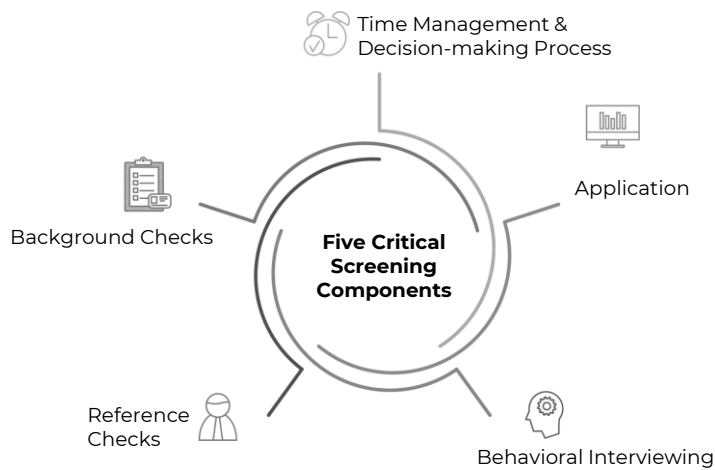 Time Management &
Decision-making Process
Application
Background Checks
Five Critical
Screening
Components
Reference
Checks
Behavioral Interviewing